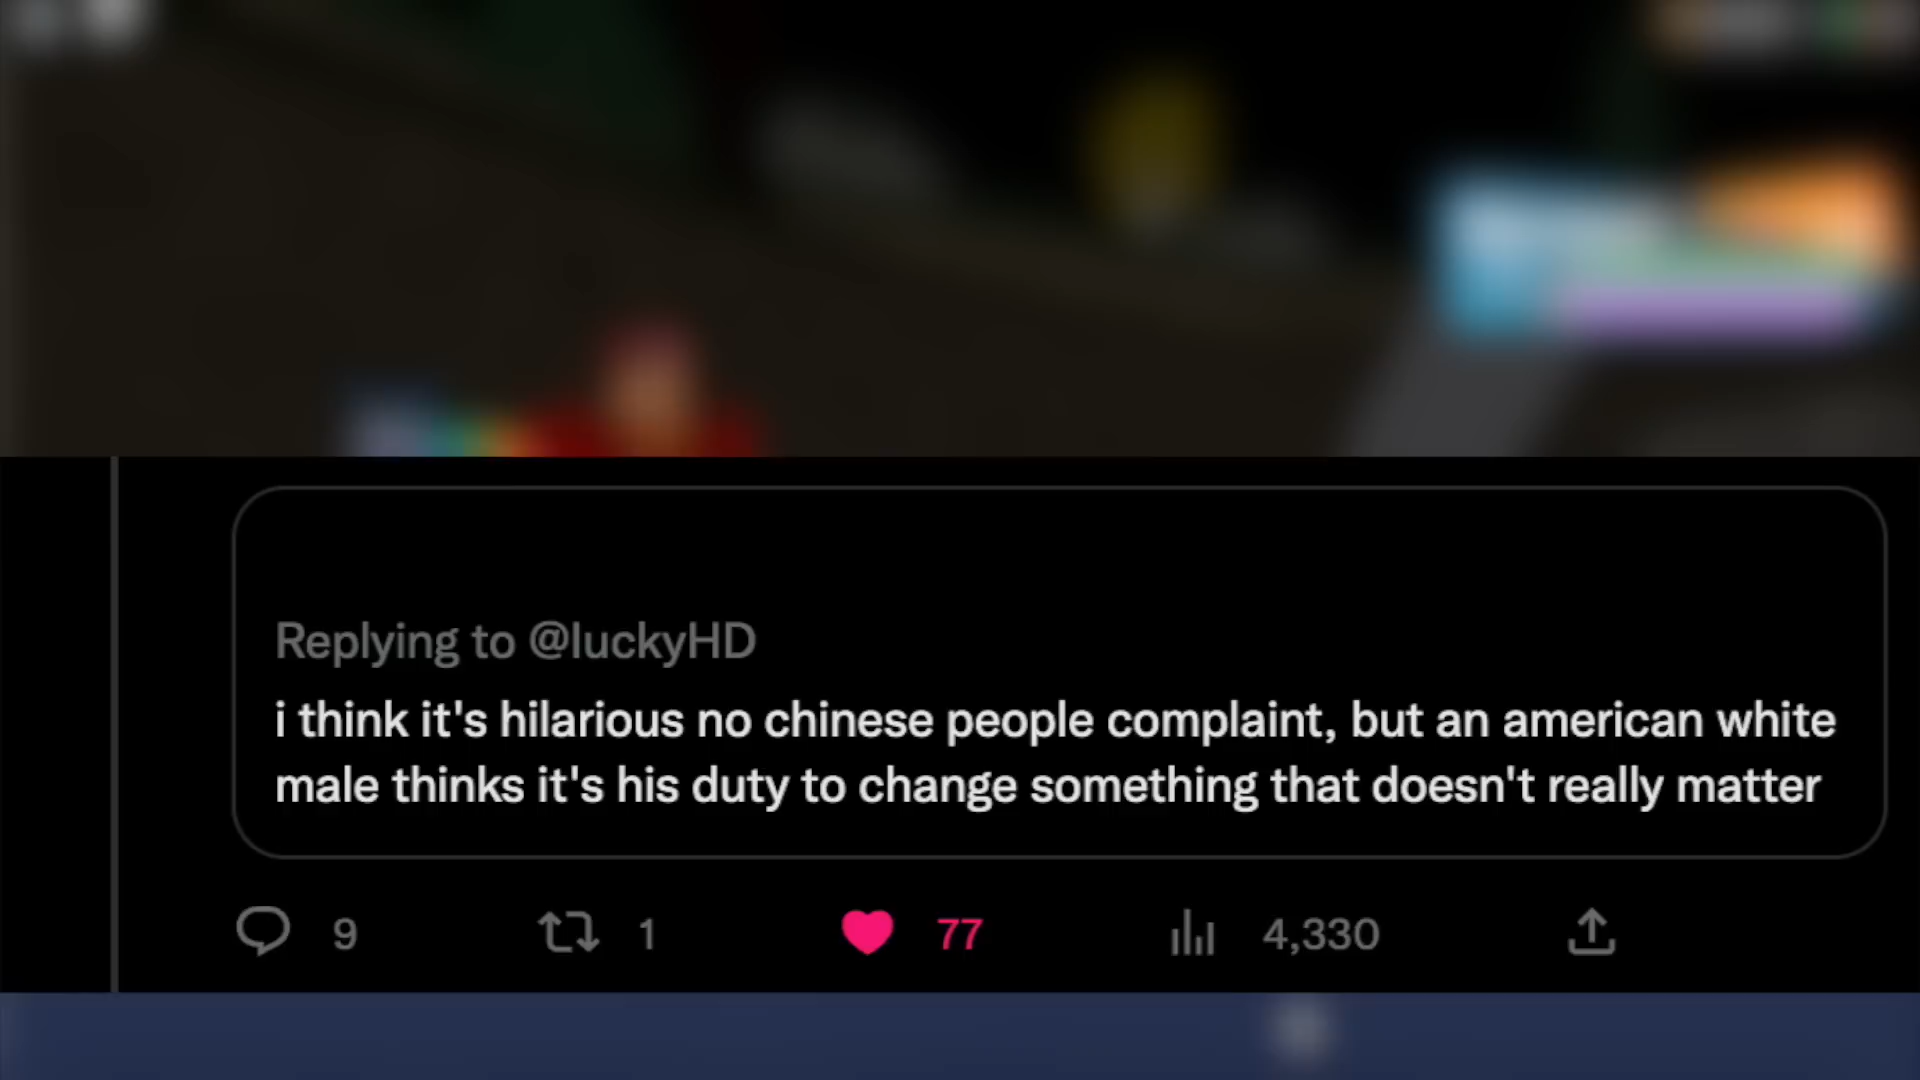 Replying to @luckyHD
i think it's hilarious no chinese people complaint, but an american white
male thinks it's his duty to change something that doesn't really matter
9 1 77 4,330